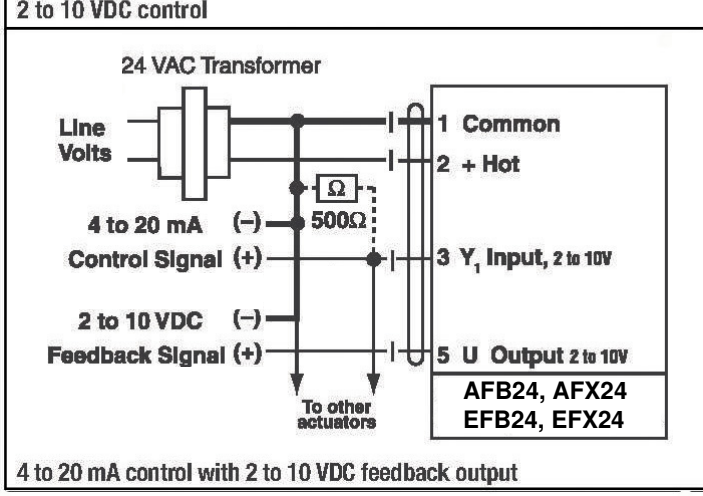 2 to 10 VDC control
24 VAC Transformer
Line
Volts
1 Common
2 + Hot
Ω
500Ω
4 to 20 mA (–)
Control Signal (+)
3 Y1 Input, 2 to 10V
2 to 10 VDC (–)
Feedback Signal (+)
5 U Output 2 to 10V
To other
actuators
AFB24, AFX24
EFB24, EFX24
4 to 20 mA control with 2 to 10 VDC feedback output